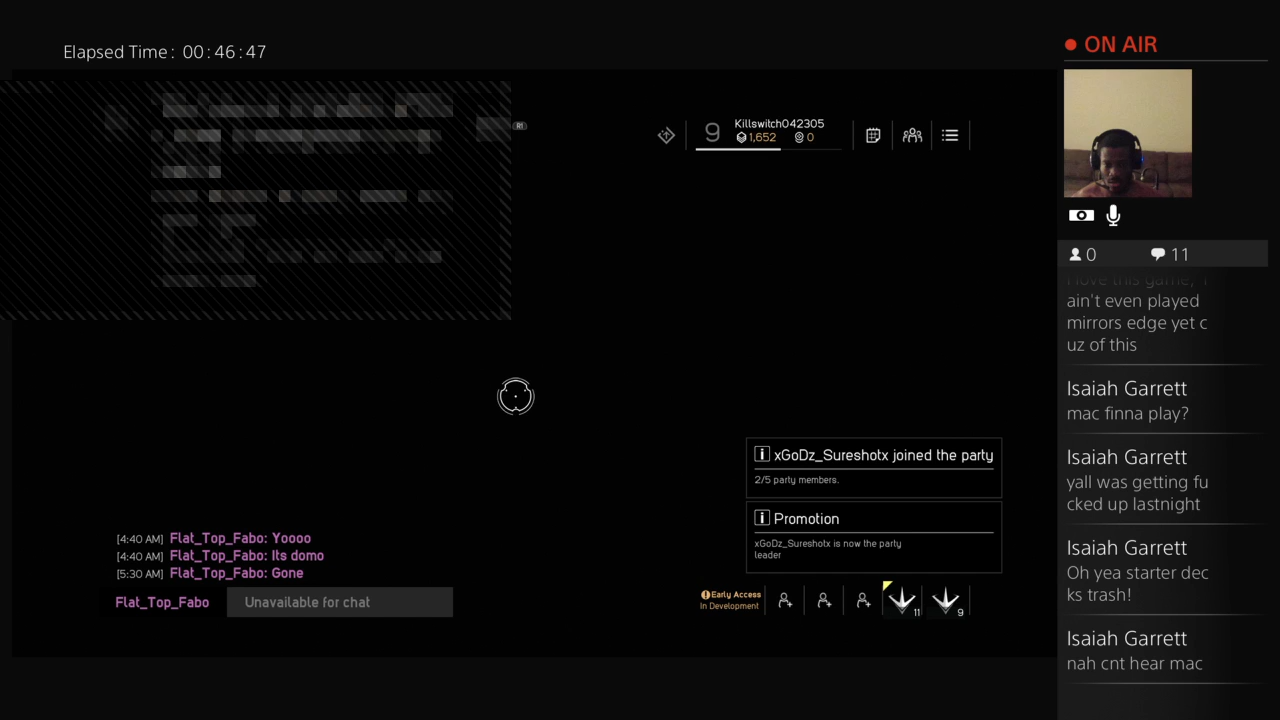 Elapsed Time: 00:46:47
ON AIR
R1
9
Killswitch042305
1,652
0
0
11
I love this game, I
ain't even played
mirrors edge yet c
uz of this
Isaiah Garrett
mac finna play?
Isaiah Garrett
yall was getting fu
cked up lastnight
Isaiah Garrett
Oh yea starter dec
ks trash!
Isaiah Garrett
nah cnt hear mac
i xGoDz_Sureshotx joined the party
2/5 party members.
i Promotion
xGoDz_Sureshotx is now the party
leader
[4:40 AM] Flat_Top_Fabo: Yoooo
[4:40 AM] Flat_Top_Fabo: Its domo
[5:30 AM] Flat_Top_Fabo: Gone
Flat_Top_Fabo Unavailable for chat
Early Access
In Development
11
9